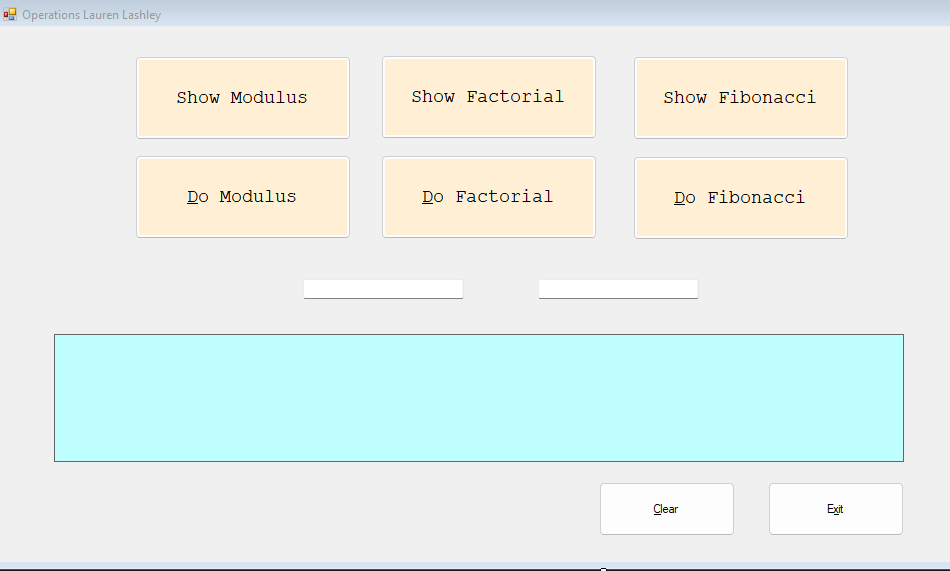 Operations Lauren Lashley
Show Modulus
Show Factorial
Show Fibonacci
Do Modulus
Do Factorial
Do Fibonacci
Clear
Exit